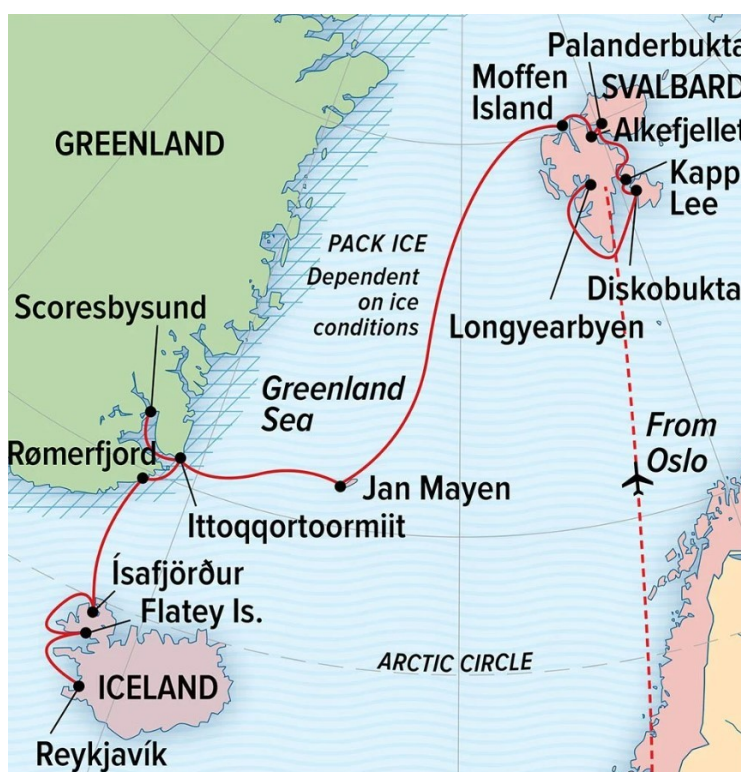 Palanderbukta
Moffen
Island
SVALBARD
Alkefjellet
GREENLAND
Kapp
Lee
PACK ICE
Dependent
on ice
conditions
Diskobukta
Scoresbysund
Longyearbyen
Greenland
Sea
From
Oslo
Rømerfjord
Jan Mayen
Ittoqqortoormiit
Ísafjörður
Flatey Is.
ARCTIC CIRCLE
ICELAND
Reykjavík